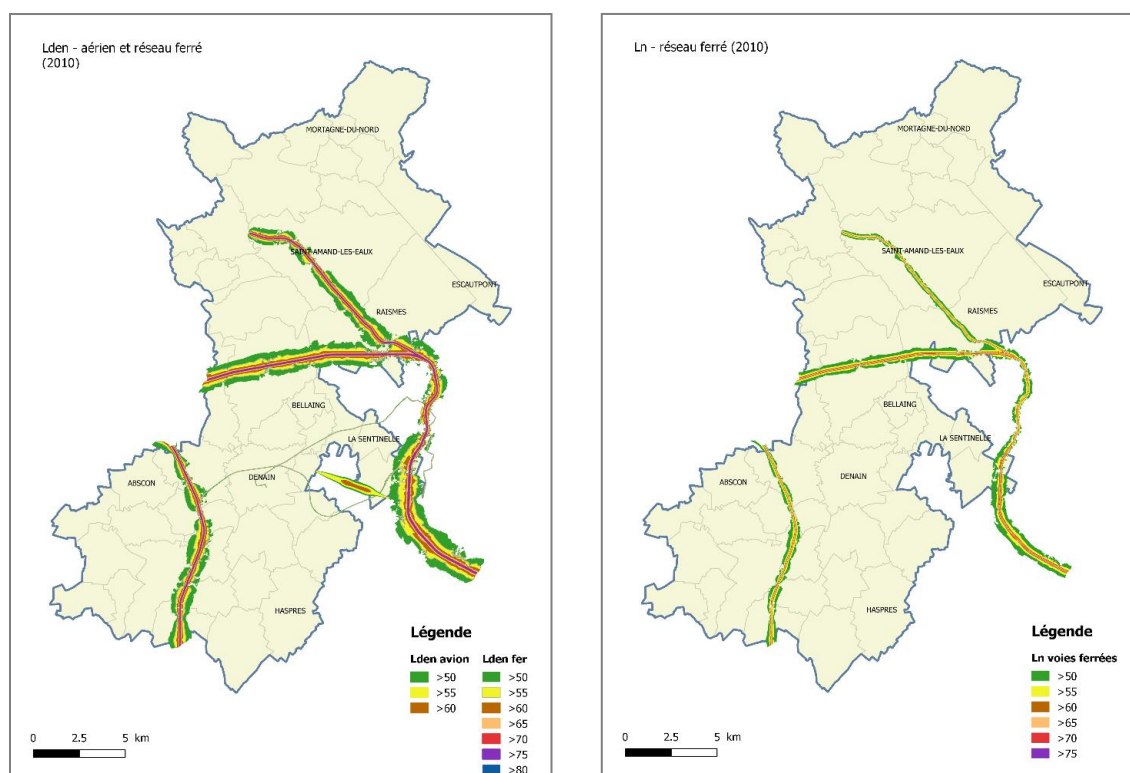 Lden - aérien et réseau ferré
(2010)
MORTAGNE-DU-NORD
SAINT-AMAND-LES-EAUX
ESCAUTPONT
RAISMES
BELLAING
LA SENTINELLE
ABSCON
DENAIN
HASPRES
Légende
Lden avion
>50
>55
>60
Lden fer
>50
>55
>60
>65
>70
>75
>80
0 2.5 5 km
Ln - réseau ferré (2010)
MORTAGNE-DU-NORD
SAINT-AMAND-LES-EAUX
ESCAUTPONT
RAISMES
BELLAING
LA SENTINELLE
ABSCON
DENAIN
HASPRES
Légende
Ln voies ferrées
>50
>55
>60
>65
>70
>75
0 2.5 5 km